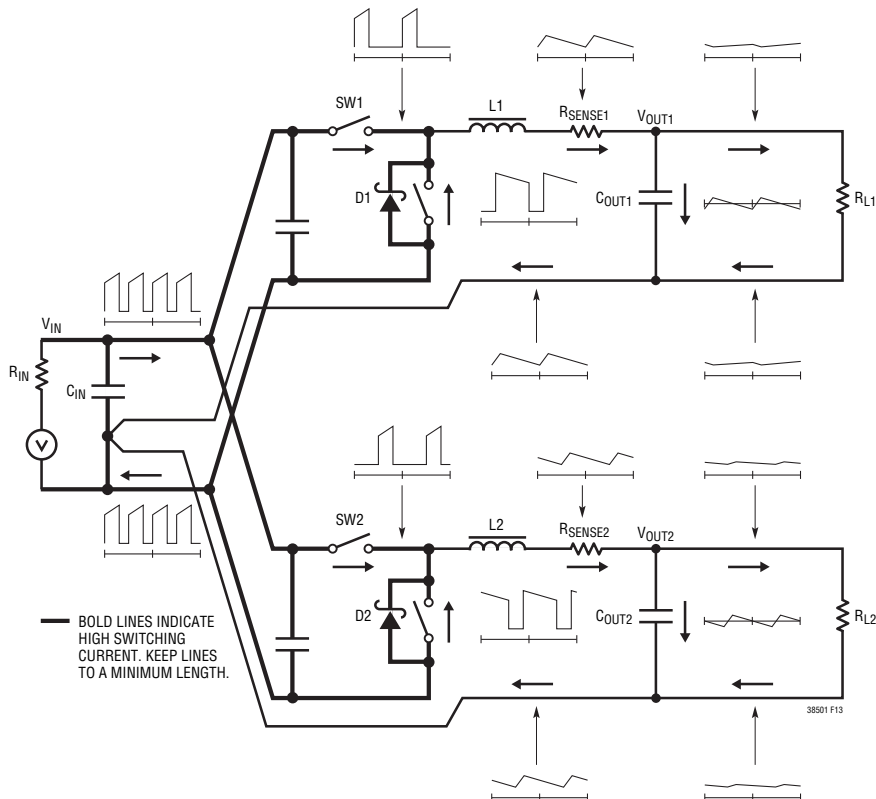 SW1
L1
RSENSE1
VOUT1
D1
COUT1
RL1
VIN
RIN
CIN
V
SW2
L2
RSENSE2
VOUT2
D2
COUT2
RL2
BOLD LINES INDICATE
HIGH SWITCHING
CURRENT. KEEP LINES
TO A MINIMUM LENGTH.
38501 F13